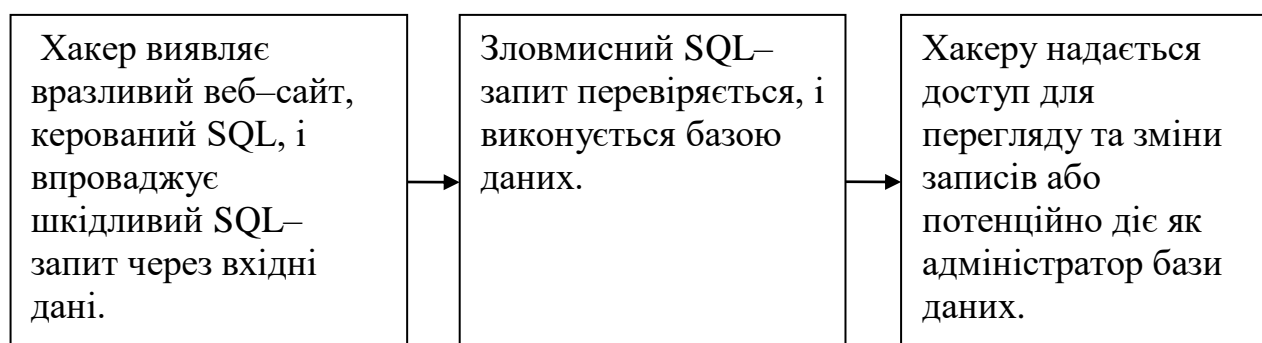 Хакер виявляє
вразливий веб–сайт,
керований SQL, і
впроваджує
шкідливий SQL–
запит через вхідні
дані.
Зловмисний SQL–
запит перевіряється, і
виконується базою
даних.
Хакеру надається
доступ для
перегляду та зміни
записів або
потенційно діє як
адміністратор бази
даних.